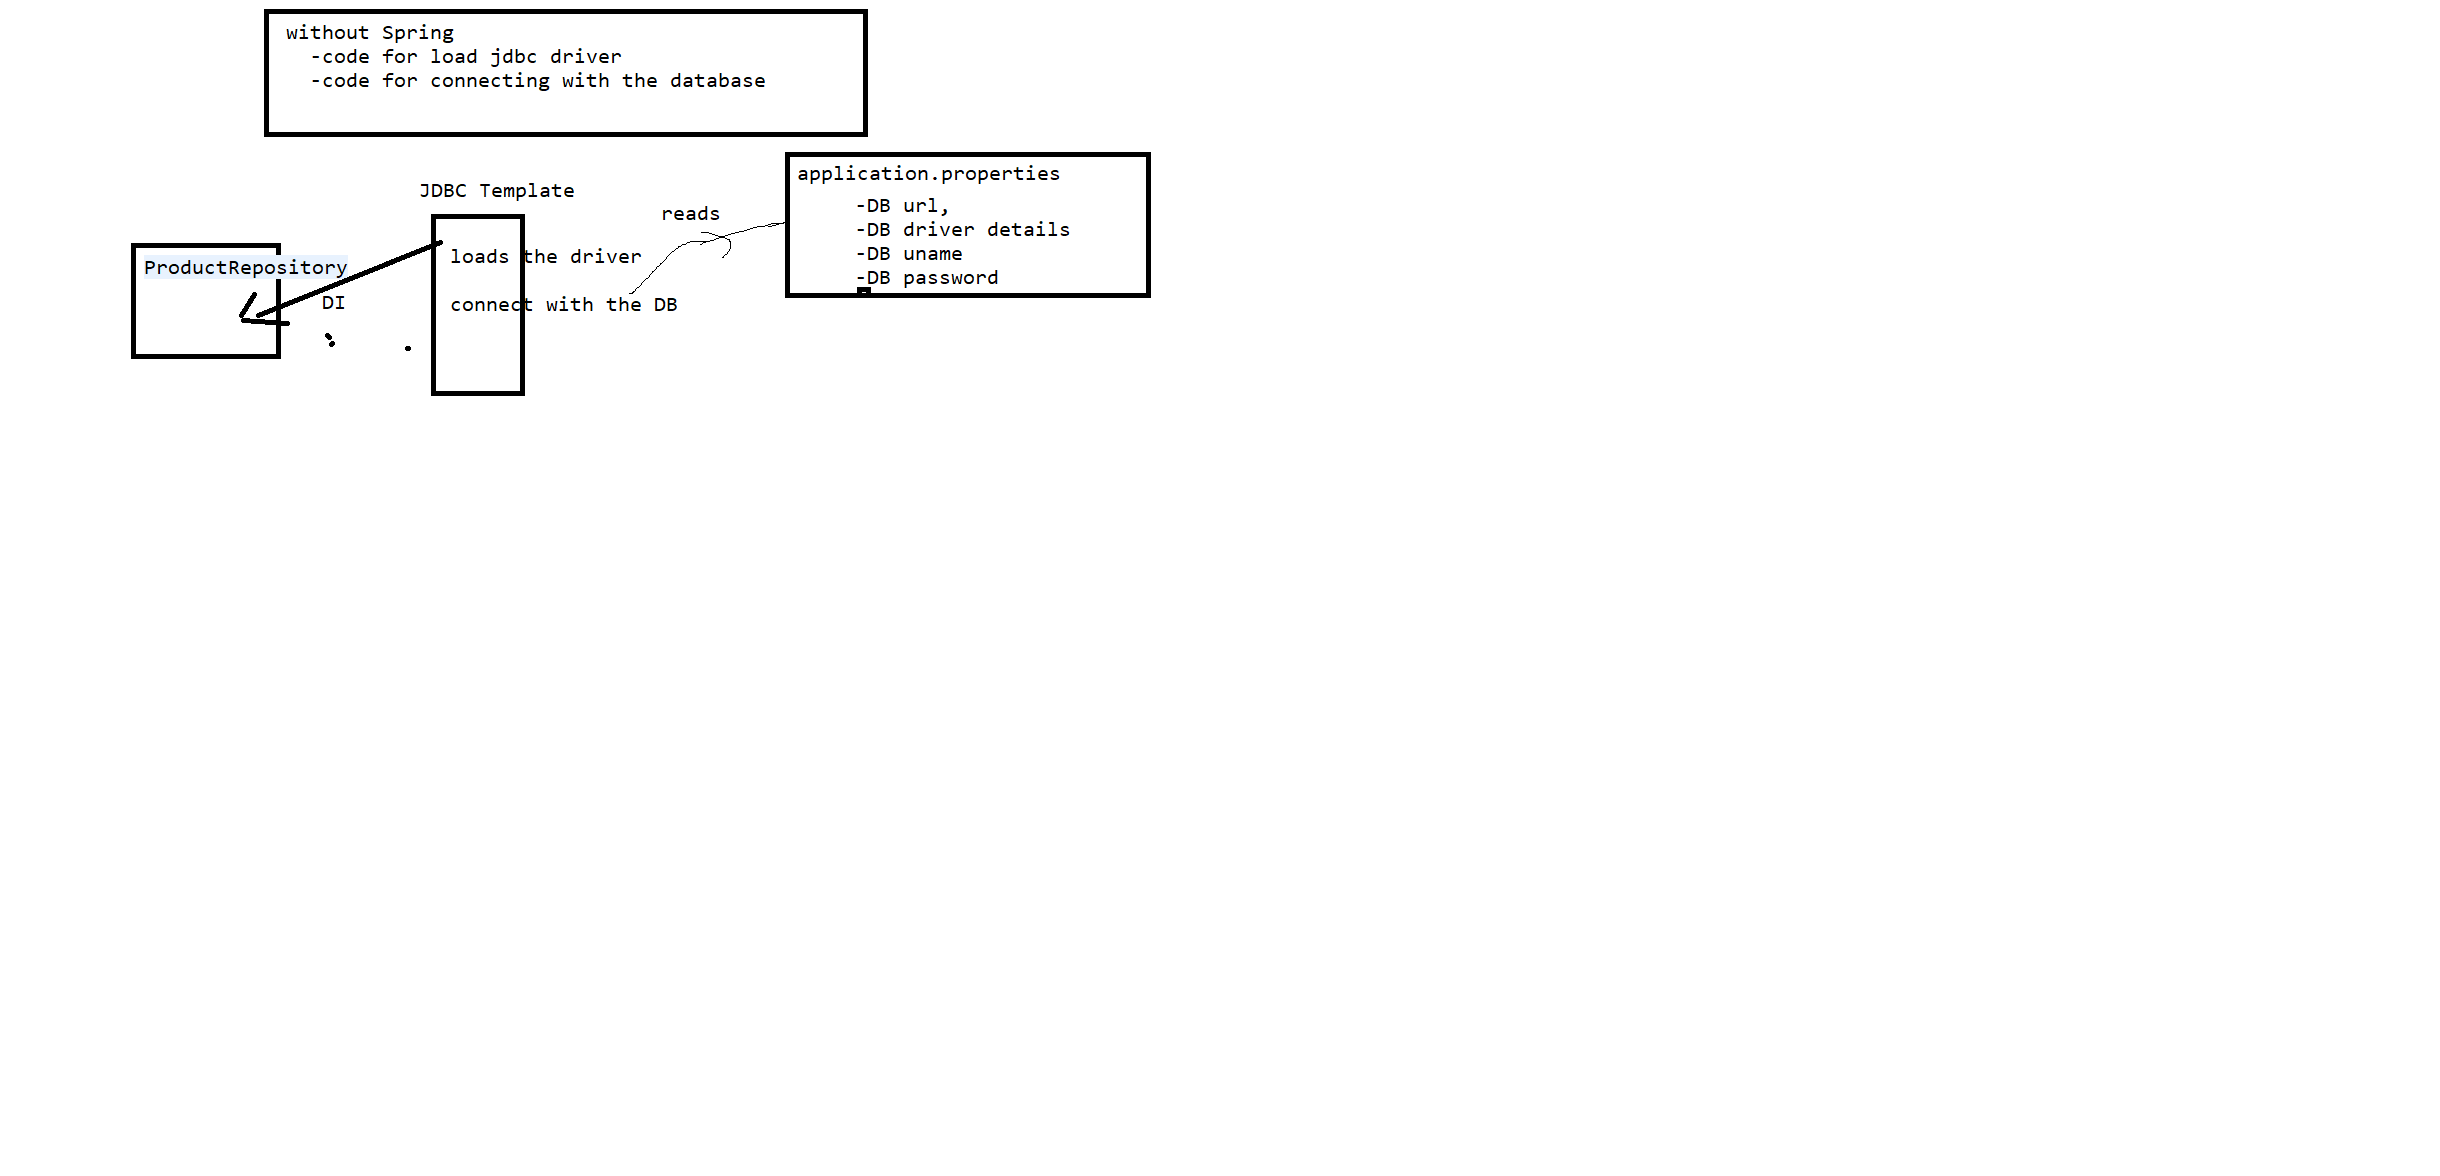 without Spring
-code for load jdbc driver
-code for connecting with the database
application.properties
-DB url,
-DB driver details
-DB uname
-DB password
JDBC Template
reads
loads the driver
connect with the DB
ProductRepository
DI